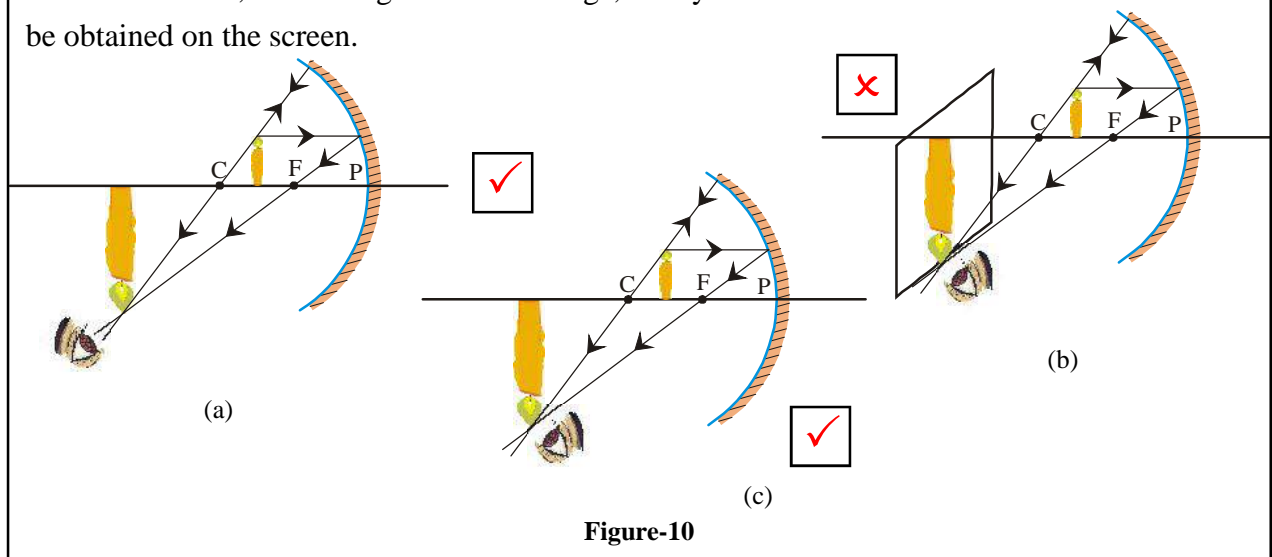 be obtained on the screen.
C F P
(a)
C F P
(c)
C F P
(b)
Figure-10